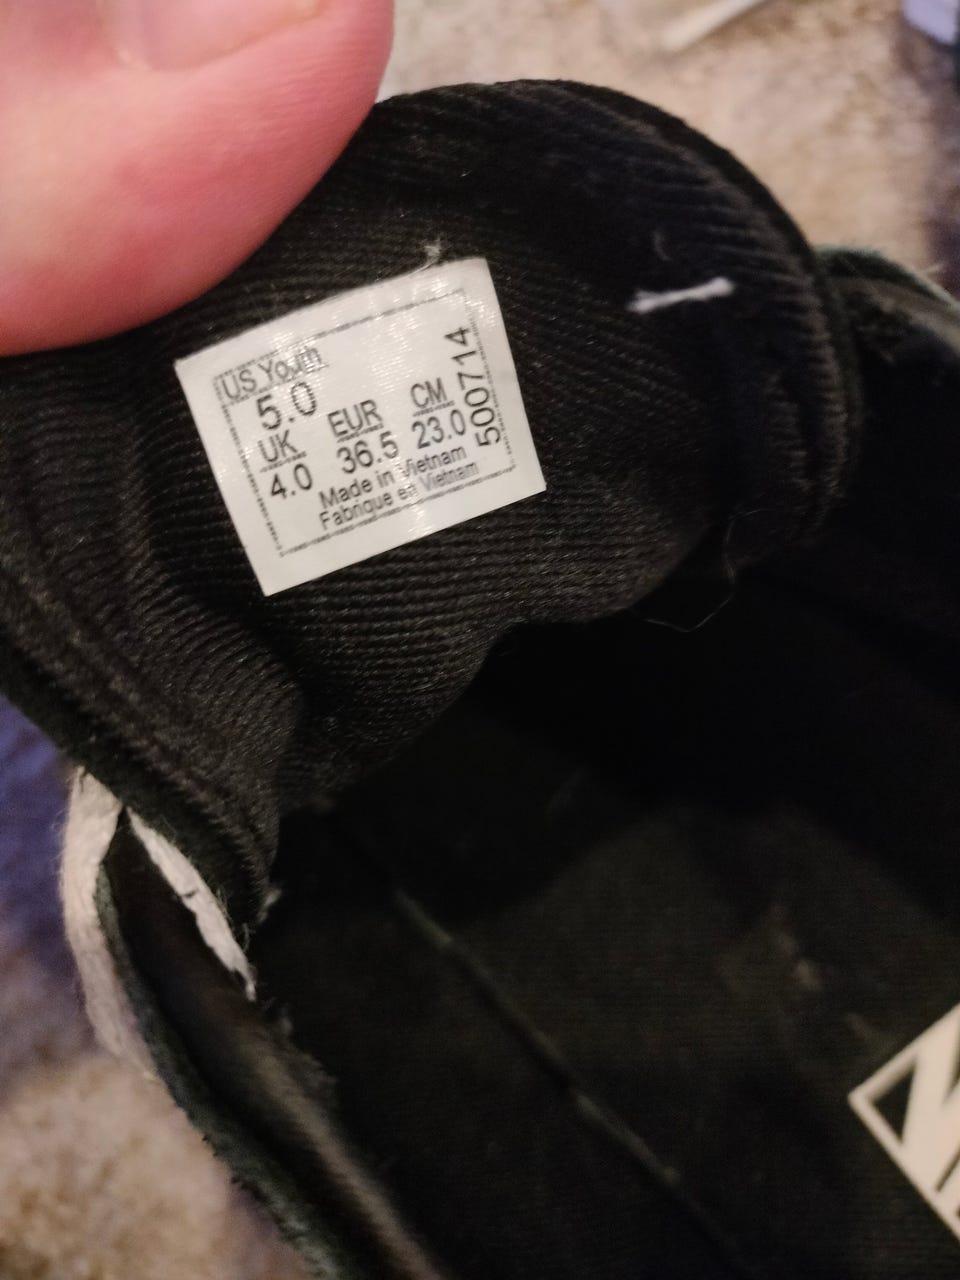 US Youth
5.0
UK EUR CM
4.0 36.5 23.0
Made in Vietnam
Fabrique en Vietnam
500714